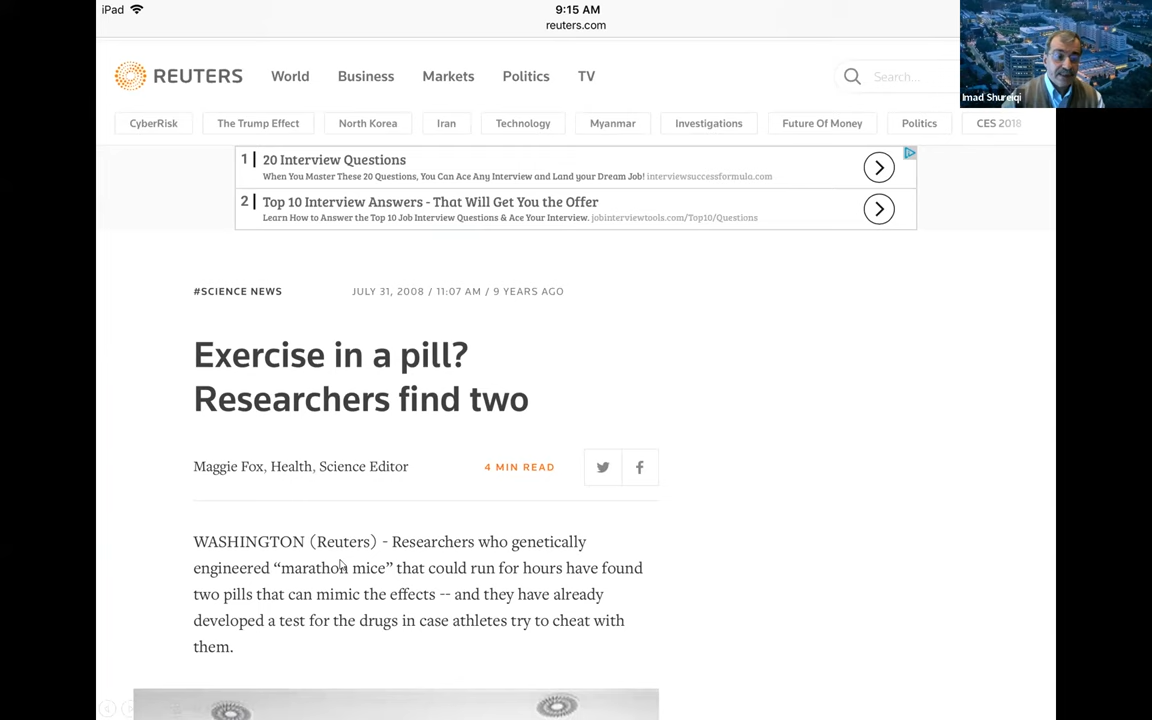 iPad
9:15 AM
reuters.com
Imad Shureiqi
REUTERS World Business Markets Politics TV Search...
CyberRisk The Trump Effect North Korea Iran Technology Myanmar Investigations Future Of Money Politics CES 2018
1 20 Interview Questions
When You Master These 20 Questions, You Can Ace Any Interview and Land your Dream Job! interviewsuccessformula.com
2 Top 10 Interview Answers - That Will Get You the Offer
Learn How to Answer the Top 10 Job Interview Questions & Ace Your Interview. jobinterviewtools.com/Top10/Questions
#SCIENCE NEWS JULY 31, 2008 / 11:07 AM / 9 YEARS AGO
Exercise in a pill?
Researchers find two
Maggie Fox, Health, Science Editor 4 MIN READ
WASHINGTON (Reuters) - Researchers who genetically
engineered “marathon mice” that could run for hours have found
two pills that can mimic the effects -- and they have already
developed a test for the drugs in case athletes try to cheat with
them.